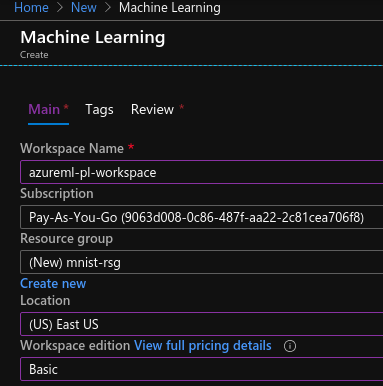 Home > New > Machine Learning
Machine Learning
Create
Main * Tags Review *
Workspace Name *
azureml-pl-workspace
Subscription
Pay-As-You-Go (9063d008-0c86-487f-aa22-2c81cea706f8)
Resource group
(New) mnist-rsg
Create new
Location
(US) East US
Workspace edition View full pricing details
Basic